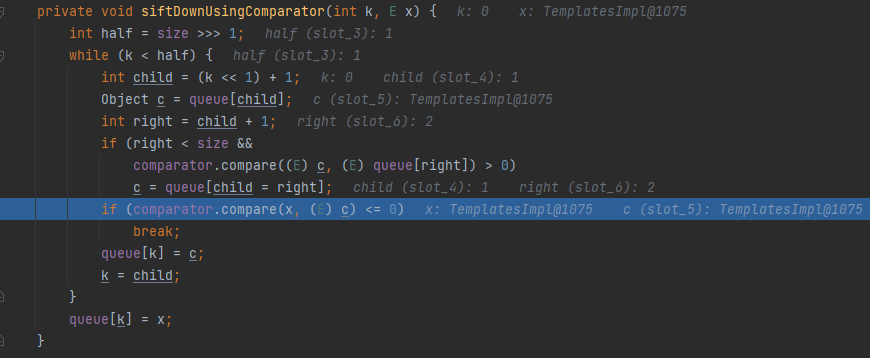 private void siftDownUsingComparator(int k, E x) {   k: 0    x: TemplatesImpl@1075
    int half = size >>> 1;   half (slot_3): 1
    while (k < half) {   half (slot_3): 1
        int child = (k << 1) + 1;   k: 0    child (slot_4): 1
        Object c = queue[child];   c (slot_5): TemplatesImpl@1075
        int right = child + 1;   right (slot_6): 2
        if (right < size &&
            comparator.compare((E) c, (E) queue[right]) > 0)
            c = queue[child = right];   child (slot_4): 1    right (slot_6): 2
        if (comparator.compare(x, (E) c) <= 0)   x: TemplatesImpl@1075    c (slot_5): TemplatesImpl@1075
            break;
        queue[k] = c;
        k = child;
    }
    queue[k] = x;
}